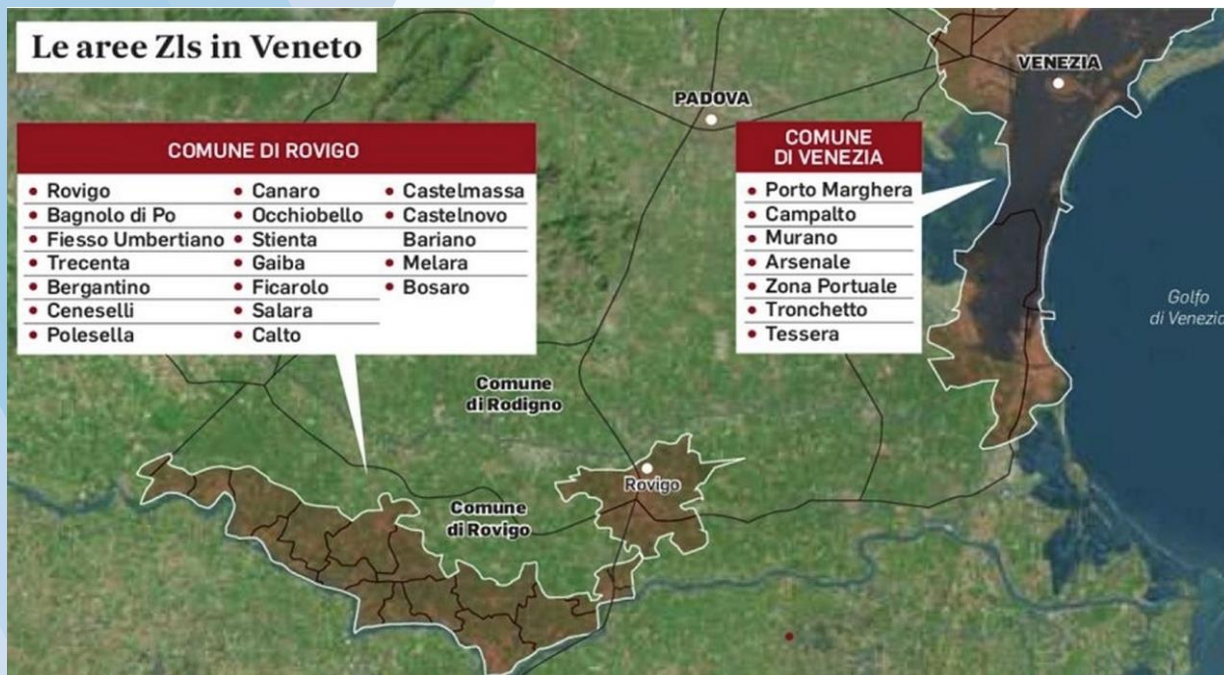 Le aree Zls in Veneto
COMUNE DI ROVIGO
Rovigo
Bagnolo di Po
Fiesso Umbertiano
Trecenta
Bergantino
Ceneselli
Polesella
Canaro
Occhiobello
Stienta
Gaiba
Ficarolo
Salara
Calto
Castelmassa
Castelnovo
Bariano
Melara
Bosaro
PADOVA
VENEZIA
COMUNE
DI VENEZIA
Porto Marghera
Campalto
Murano
Arsenale
Zona Portuale
Tronchetto
Tessera
Golfo
di Venezia
Comune
di Rodigno
Rovigo
Comune
di Rovigo